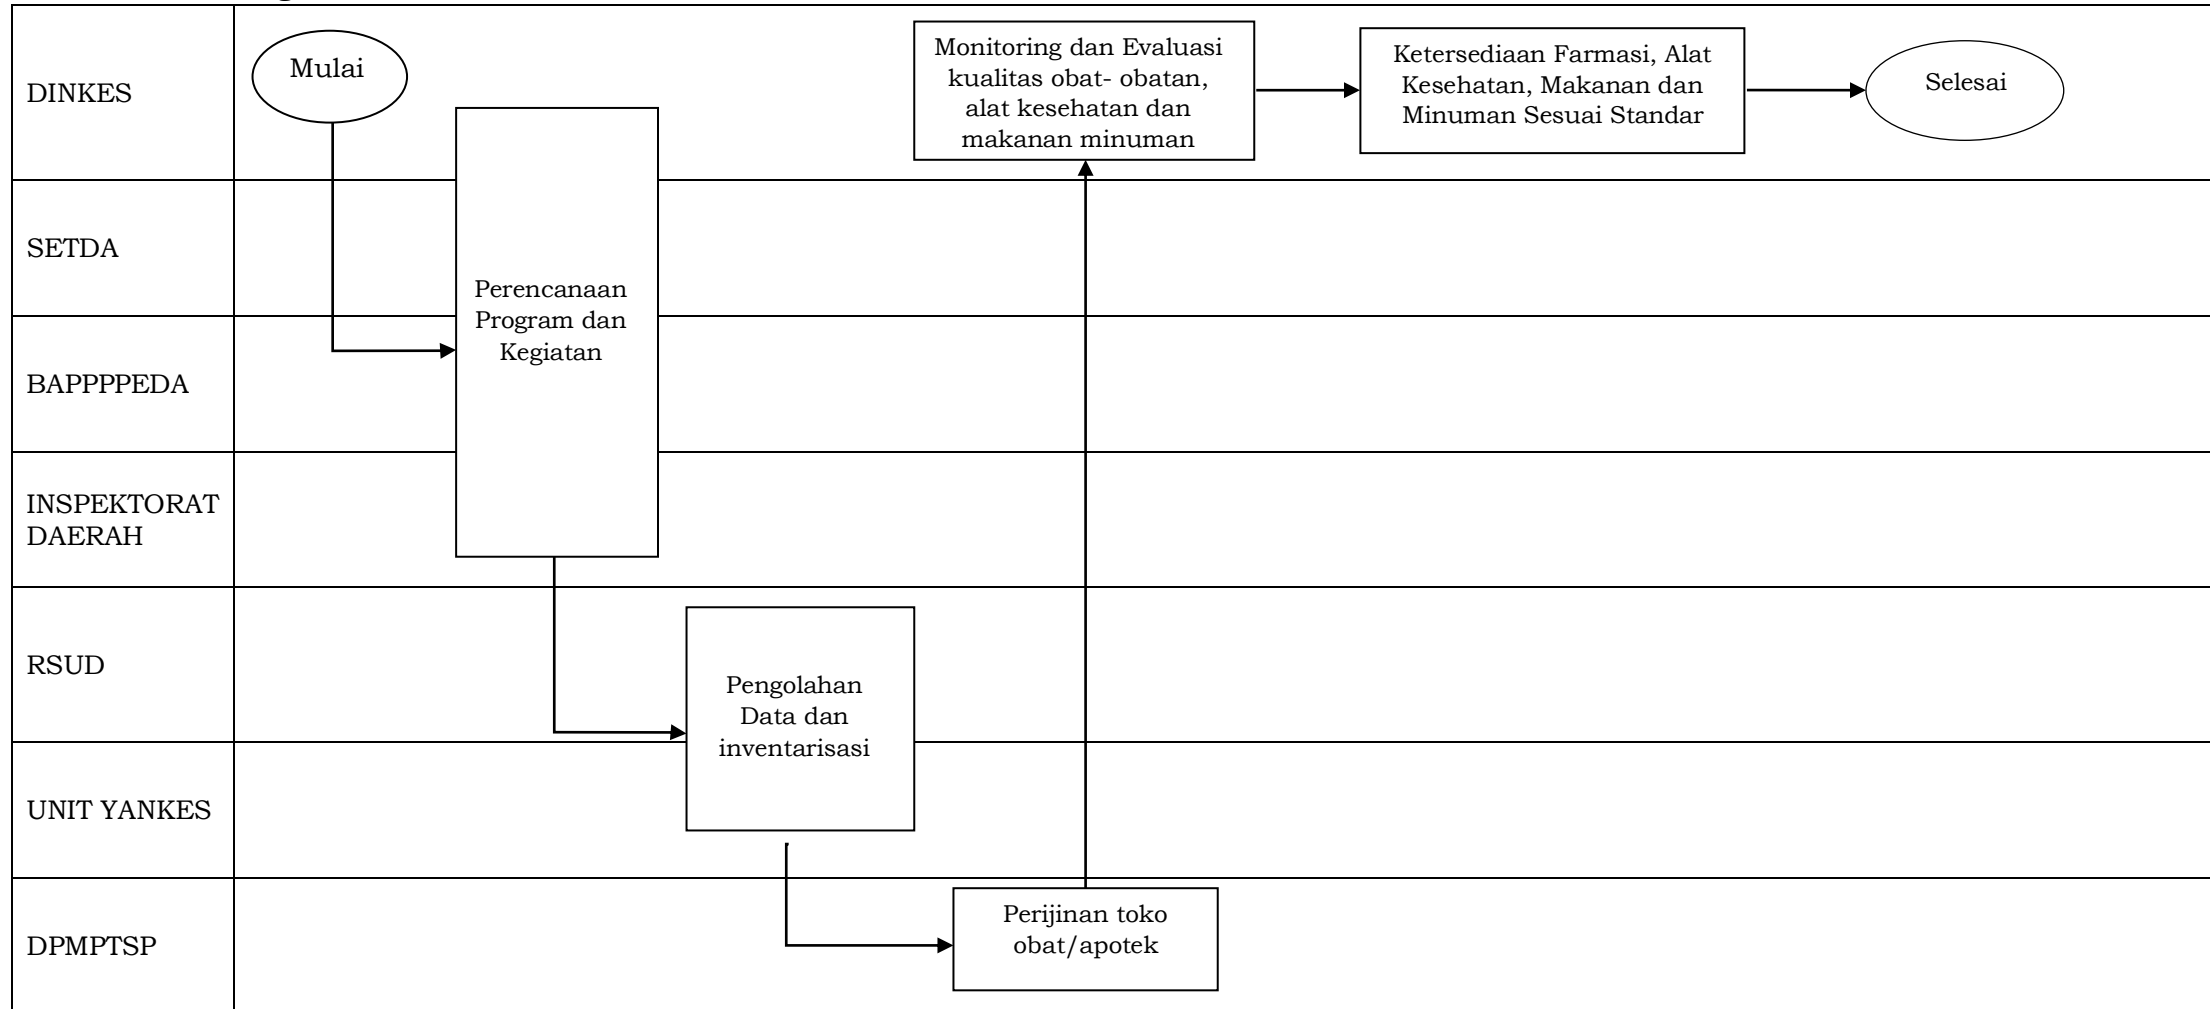 DINKES
Mulai
Monitoring dan Evaluasi
kualitas obat- obatan,
alat kesehatan dan
makanan minuman
Ketersediaan Farmasi, Alat
Kesehatan, Makanan dan
Minuman Sesuai Standar
Selesai
SETDA
Perencanaan
Program dan
Kegiatan
BAPPPPEDA
INSPEKTORAT
DAERAH
RSUD
Pengolahan
Data dan
inventarisasi
UNIT YANKES
DPMPTSP
Perijinan toko
obat/apotek